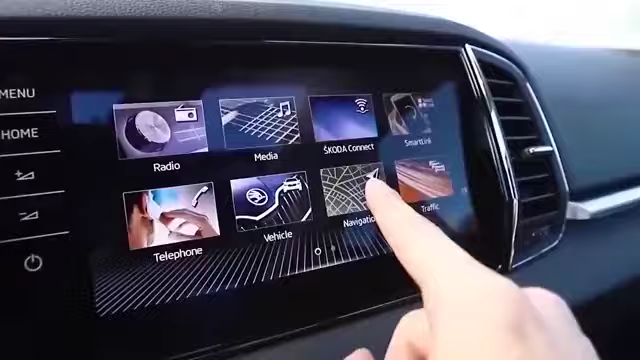 MENU
HOME
Radio
Media
ŠKODA Connect
SmartLink
Telephone
Vehicle
Navigation
Traffic